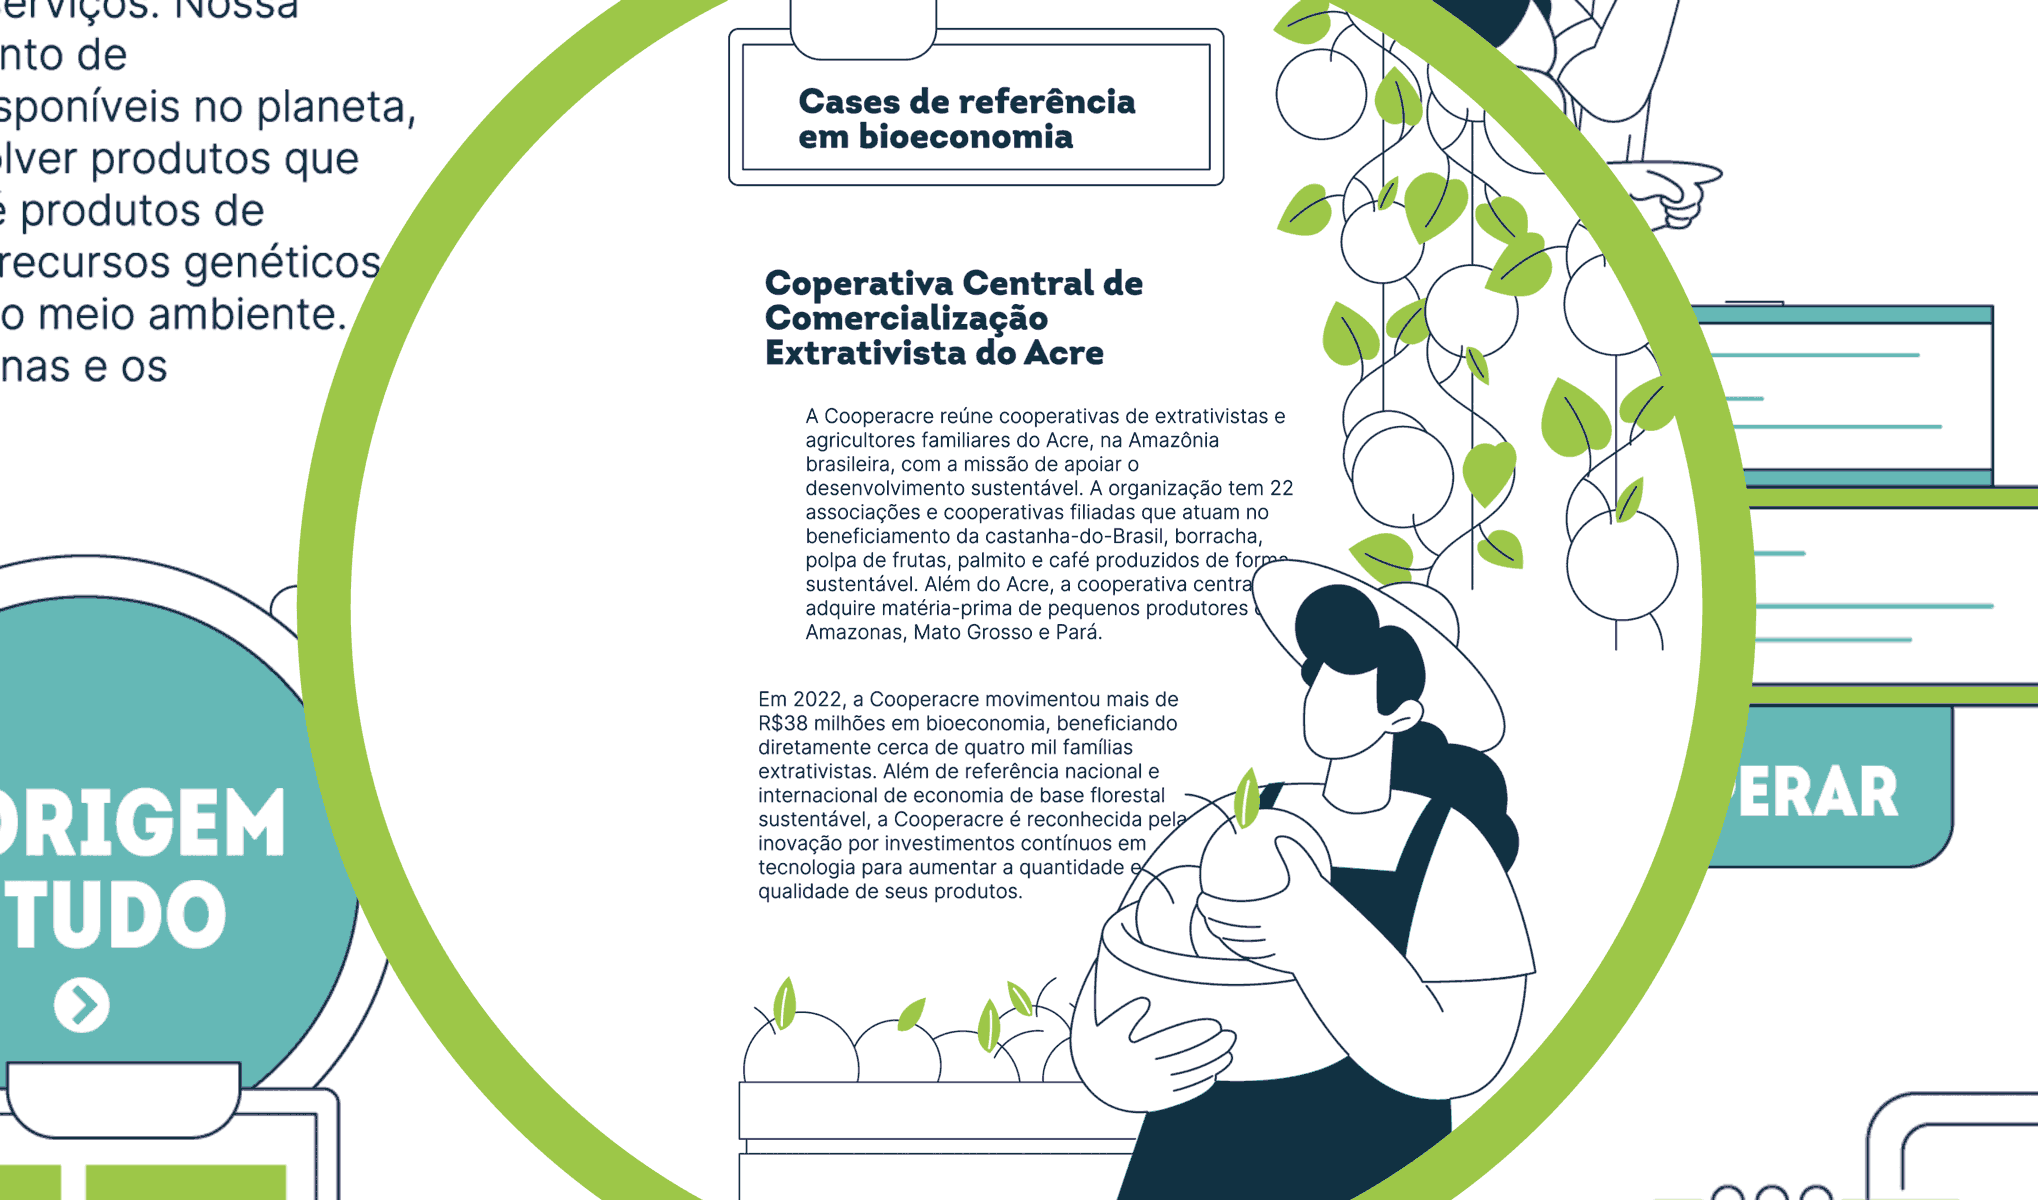 serviços. Nossa
nto de
sponíveis no planeta,
olver produtos que
é produtos de
recursos genéticos
o meio ambiente.
nas e os
ORIGEM
TUDO
Cases de referência
em bioeconomia
Coperativa Central de
Comercialização
Extrativista do Acre
A Cooperacre reúne cooperativas de extrativistas e
agricultores familiares do Acre, na Amazônia
brasileira, com a missão de apoiar o
desenvolvimento sustentável. A organização tem 22
associações e cooperativas filiadas que atuam no
beneficiamento da castanha-do-Brasil, borracha,
polpa de frutas, palmito e café produzidos de forma
sustentável. Além do Acre, a cooperativa centra
adquire matéria-prima de pequenos produtores
Amazonas, Mato Grosso e Pará.
Em 2022, a Cooperacre movimentou mais de
R$38 milhões em bioeconomia, beneficiando
diretamente cerca de quatro mil famílias
extrativistas. Além de referência nacional e
internacional de economia de base florestal
sustentável, a Cooperacre é reconhecida pela
inovação por investimentos contínuos em
tecnologia para aumentar a quantidade e
qualidade de seus produtos.
ERAR